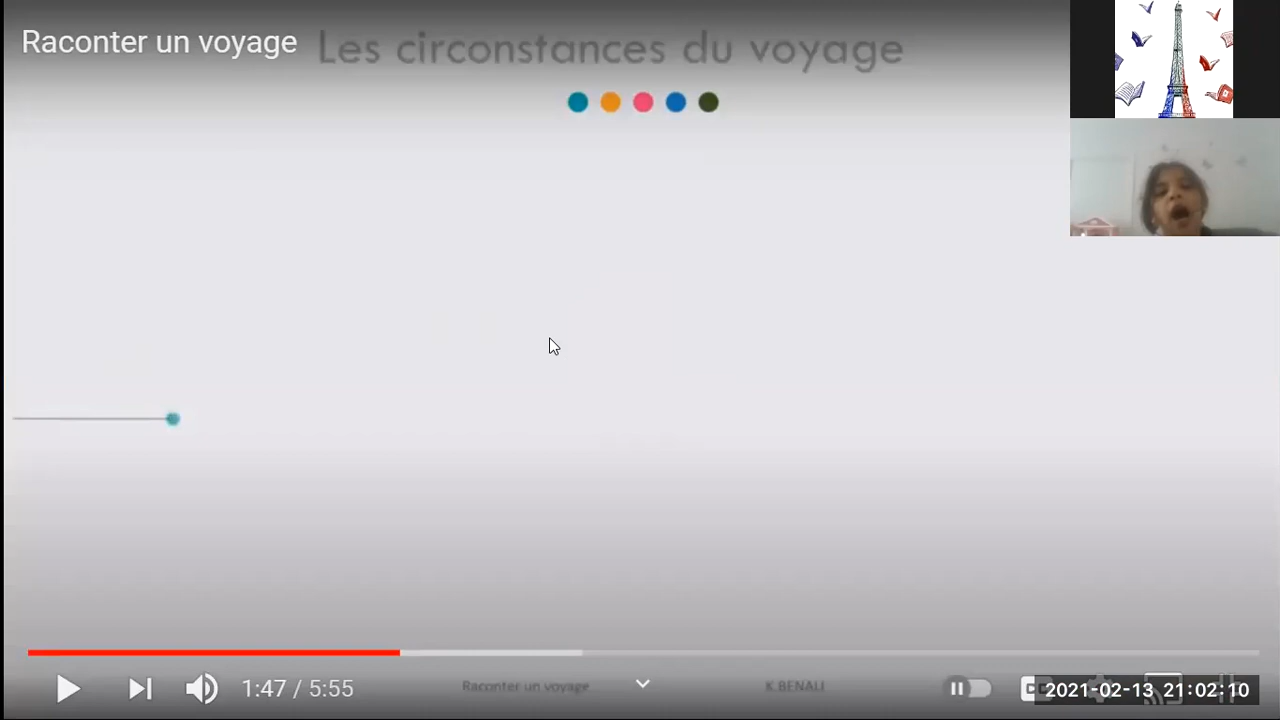 Raconter un voyage
Les circonstances du voyage
1:47 / 5:55
Raconter un voyage
K.BENALI
2021-02-13 21:02:10